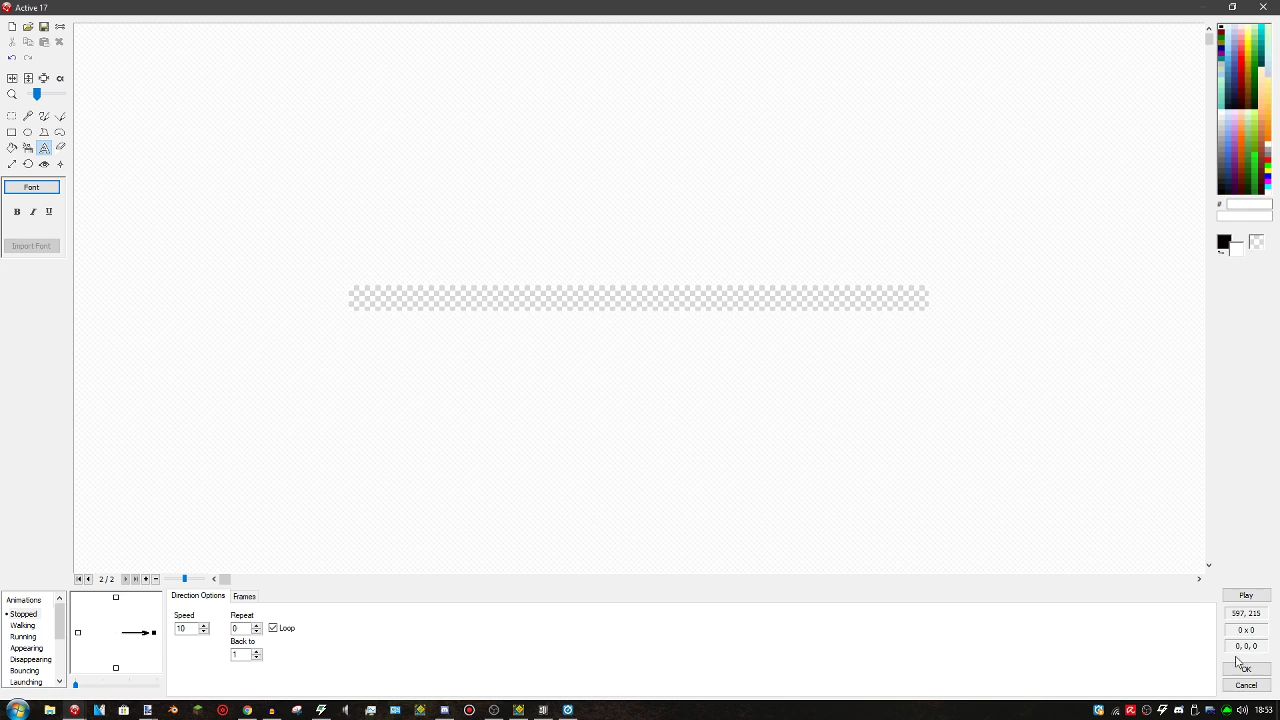 Active 17
Font
B I U
Import Font
#
2 / 2
Animations
Stopped
Walking
Running
Appearing
Disappearing
Bouncing
Launching
Direction Options
Frames
Speed
10
Repeat
0
Loop
Back to
1
Play
597, 215
0 x 0
0, 0, 0
OK
Cancel
18:53